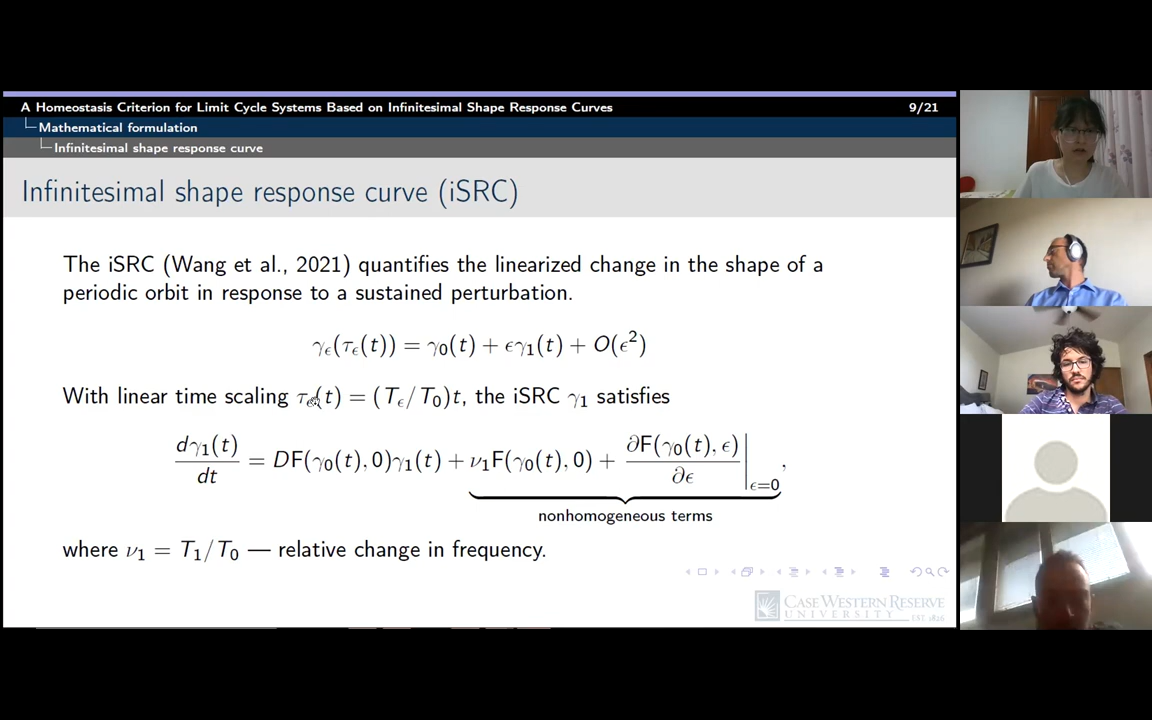 A Homeostasis Criterion for Limit Cycle Systems Based on Infinitesimal Shape Response Curves 9/21
Mathematical formulation
Infinitesimal shape response curve
Infinitesimal shape response curve (iSRC)
The iSRC (Wang et al., 2021) quantifies the linearized change in the shape of a
periodic orbit in response to a sustained perturbation.
γϵ(τϵ(t)) = γ0(t) + ϵγ1(t) + O(ϵ²)
With linear time scaling τϵ(t) = (Tϵ/T0)t, the iSRC γ1 satisfies
dγ1(t)/dt = DF(γ0(t), 0)γ1(t) + ν1F(γ0(t), 0) + ∂F(γ0(t), ϵ)/∂ϵ |ϵ=0,
nonhomogeneous terms
where ν1 = T1/T0 — relative change in frequency.
CASE WESTERN RESERVE
UNIVERSITY EST. 1826